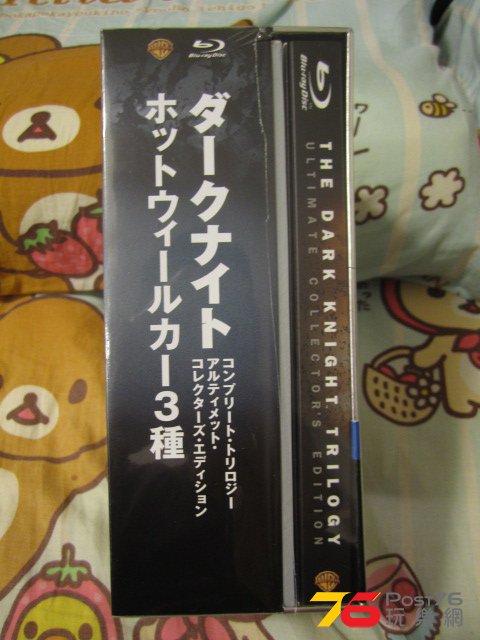 Blu-ray Disc
ダークナイト
コンプリート・トリロジー
アルティメット・
コレクターズ・エディション
ホットウィールカー3種
Blu-ray Disc
THE DARK KNIGHT TRILOGY
ULTIMATE COLLECTOR'S EDITION
76 Post76
玩樂網